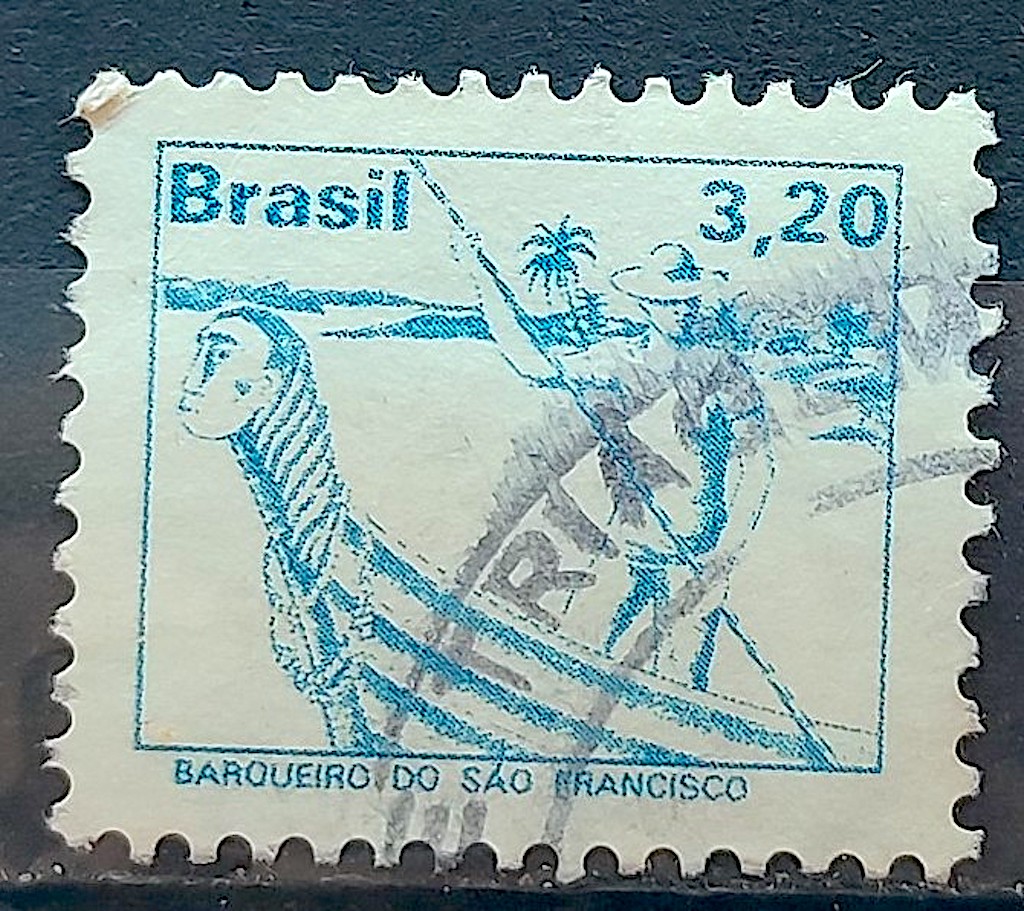 Brasil 3,20
BARQUEIRO DO SÃO FRANCISCO